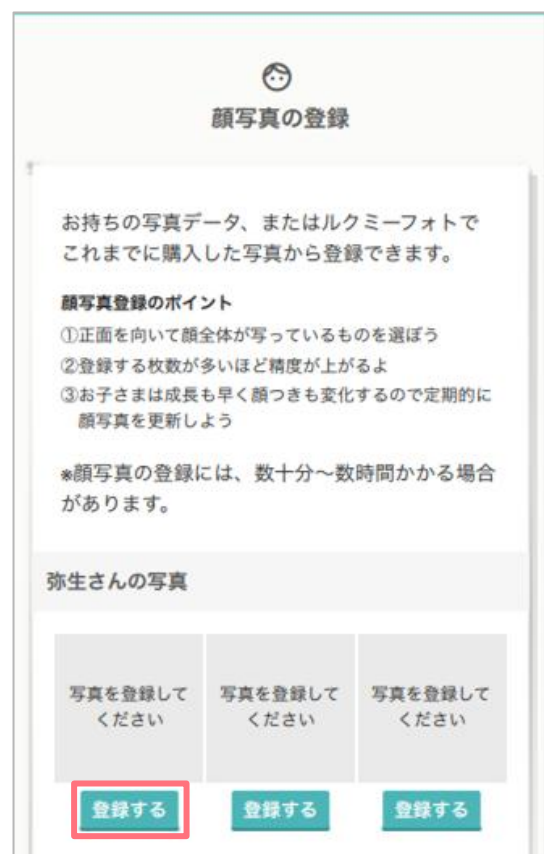 顔写真の登録
お持ちの写真データ、またはルクミーフォトで
これまでに購入した写真から登録できます。
顔写真登録のポイント
①正面を向いて顔全体が写っているものを選ぼう
②登録する枚数が多いほど精度が上がるよ
③お子さまは成長も早く顔つきも変化するので定期的に
顔写真を更新しよう
※顔写真の登録には、数十分〜数時間かかる場合
があります。
弥生さんの写真
写真を登録して 写真を登録して 写真を登録して
ください ください ください
登録する 登録する 登録する